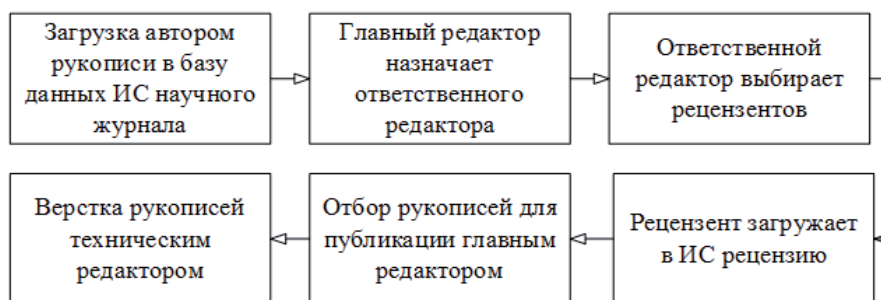 Загрузка автором
рукописи в базу
данных ИС научного
журнала
Главный редактор
назначает
ответственного
редактора
Ответственной
редактор выбирает
рецензентов
Верстка рукописей
техническим
редактором
Отбор рукописей для
публикации главным
редактором
Рецензент загружает
в ИС рецензию